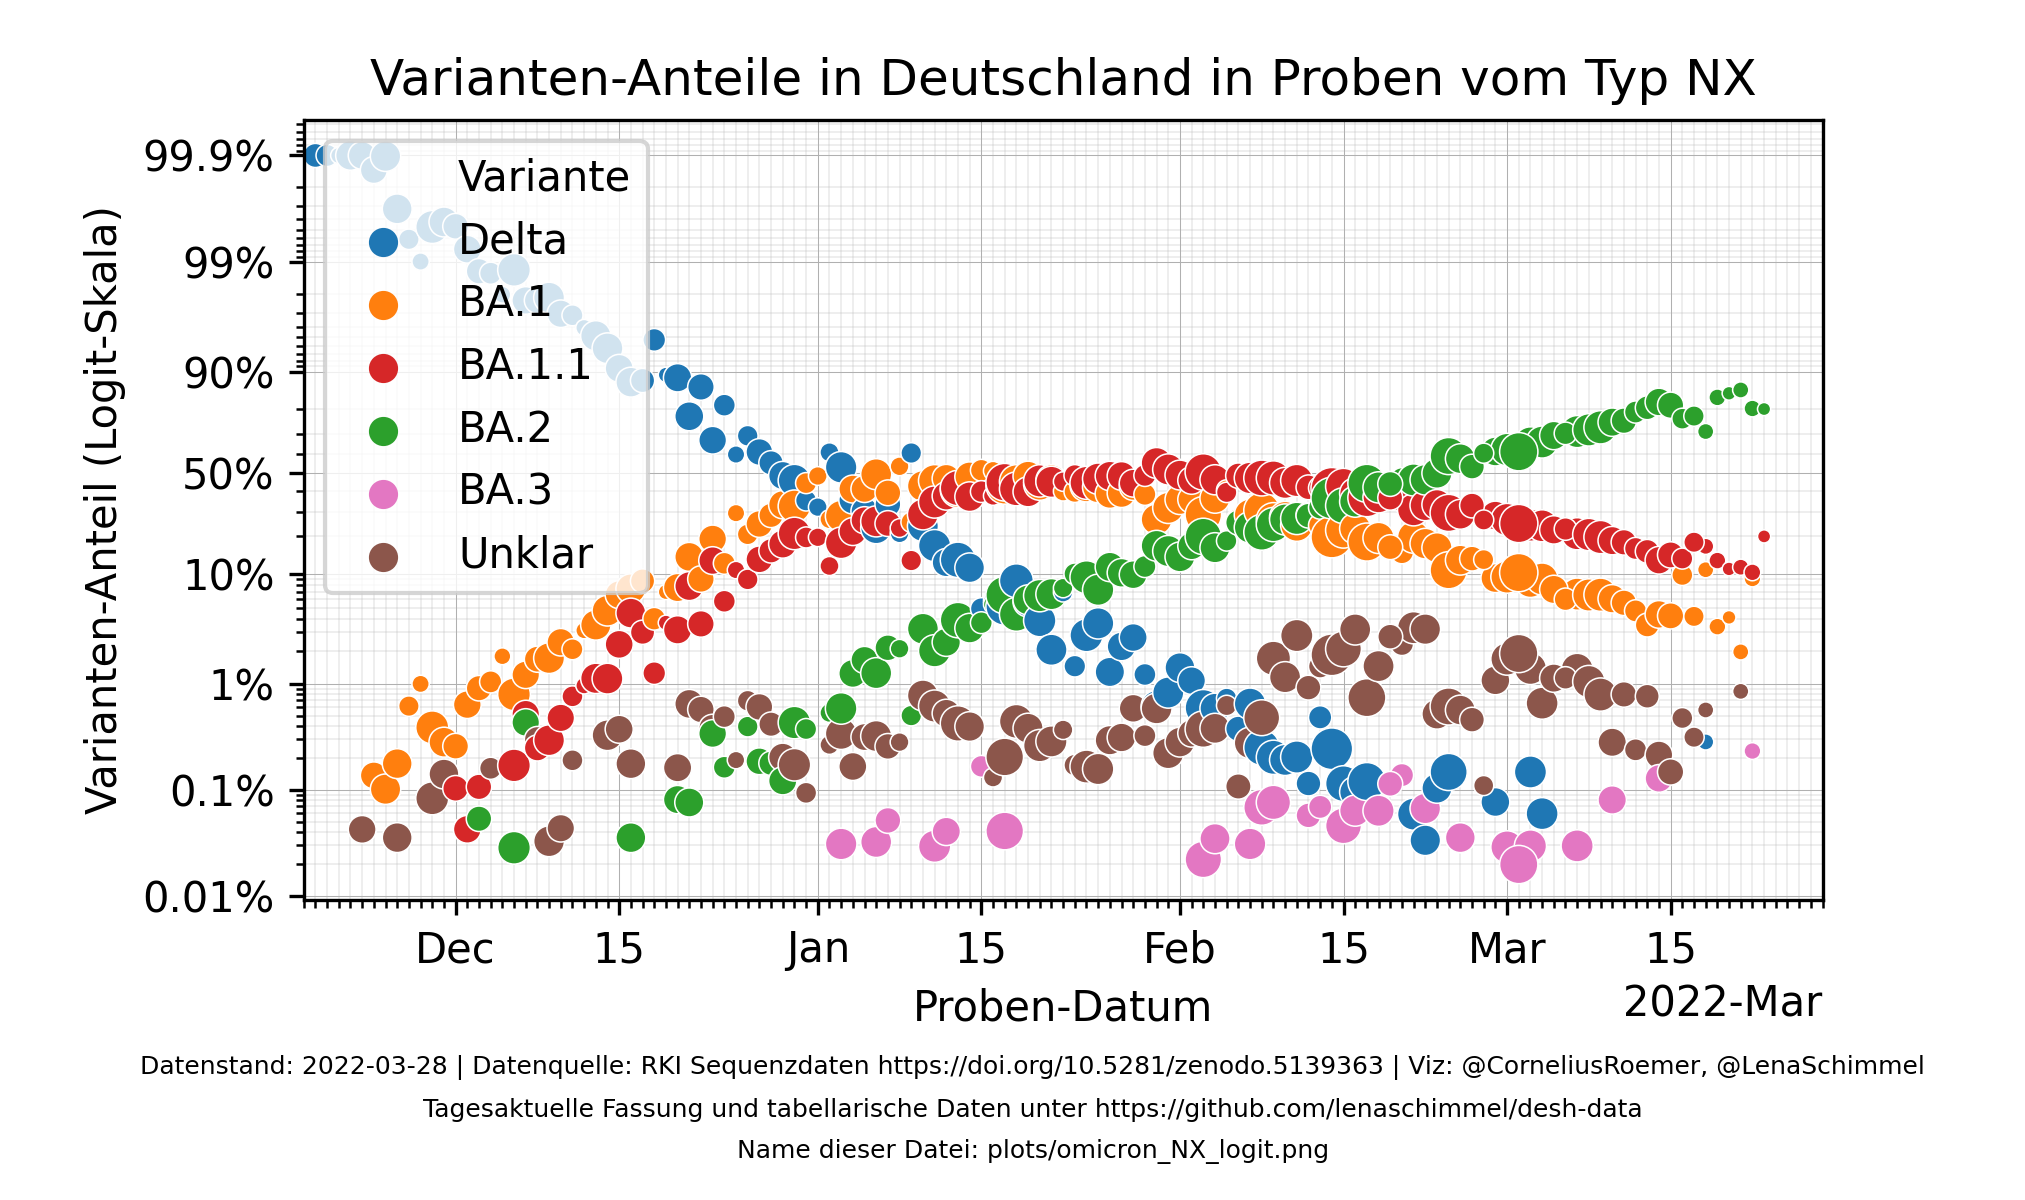 Varianten-Anteile in Deutschland in Proben vom Typ NX
Varianten-Anteil (Logit-Skala)
99.9%
99%
90%
50%
10%
1%
0.1%
0.01%
Variante
Delta
BA.1
BA.1.1
BA.2
BA.3
Unklar
Dec 15 Jan 15 Feb 15 Mar 15
Proben-Datum
2022-Mar
Datenstand: 2022-03-28 | Datenquelle: RKI Sequenzdaten https://doi.org/10.5281/zenodo.5139363 | Viz: @CorneliusRoemer, @LenaSchimmel
Tagesaktuelle Fassung und tabellarische Daten unter https://github.com/lenaschimmel/desh-data
Name dieser Datei: plots/omicron_NX_logit.png